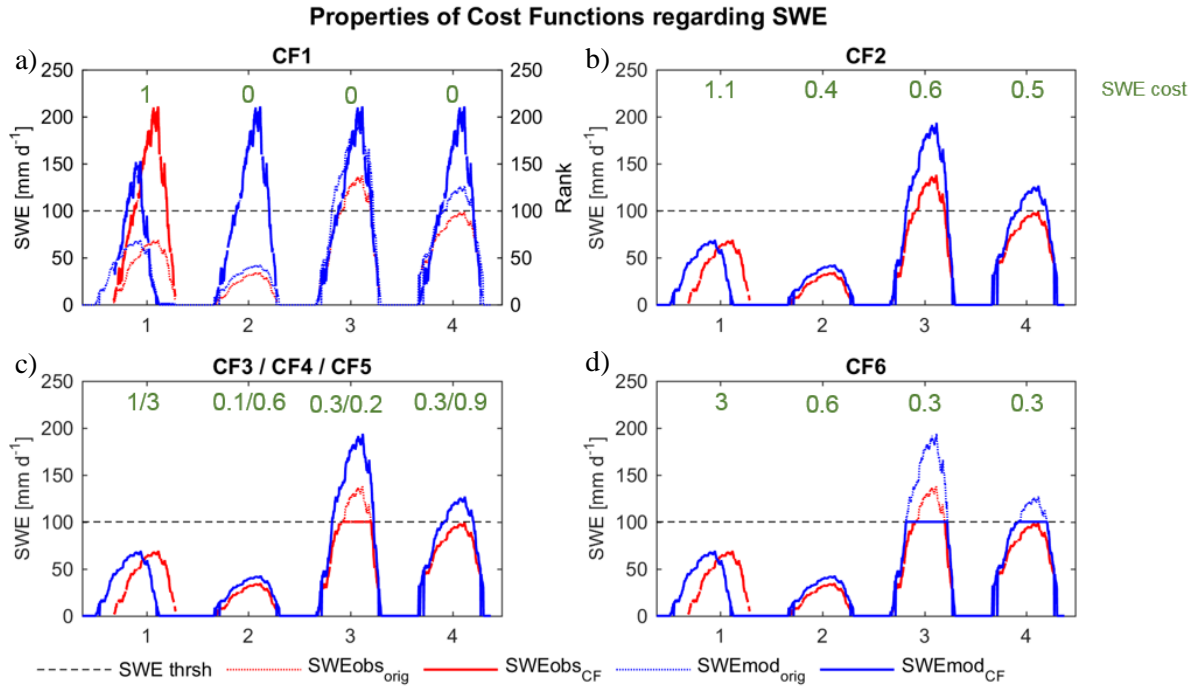 Properties of Cost Functions regarding SWE
a)
CF1
250
200
150
100
50
0
SWE [mm d-1]
1 0 0 0
250
200
150
100
50
0
Rank
1 2 3 4
b)
CF2
250
200
150
100
50
0
SWE [mm d-1]
1.1 0.4 0.6 0.5
SWE cost
1 2 3 4
c)
CF3 / CF4 / CF5
250
200
150
100
50
0
SWE [mm d-1]
1/3 0.1/0.6 0.3/0.2 0.3/0.9
1 2 3 4
d)
CF6
250
200
150
100
50
0
SWE [mm d-1]
3 0.6 0.3 0.3
1 2 3 4
SWE thrsh SWEobsorig SWEobsCF SWEmodorig SWEmodCF